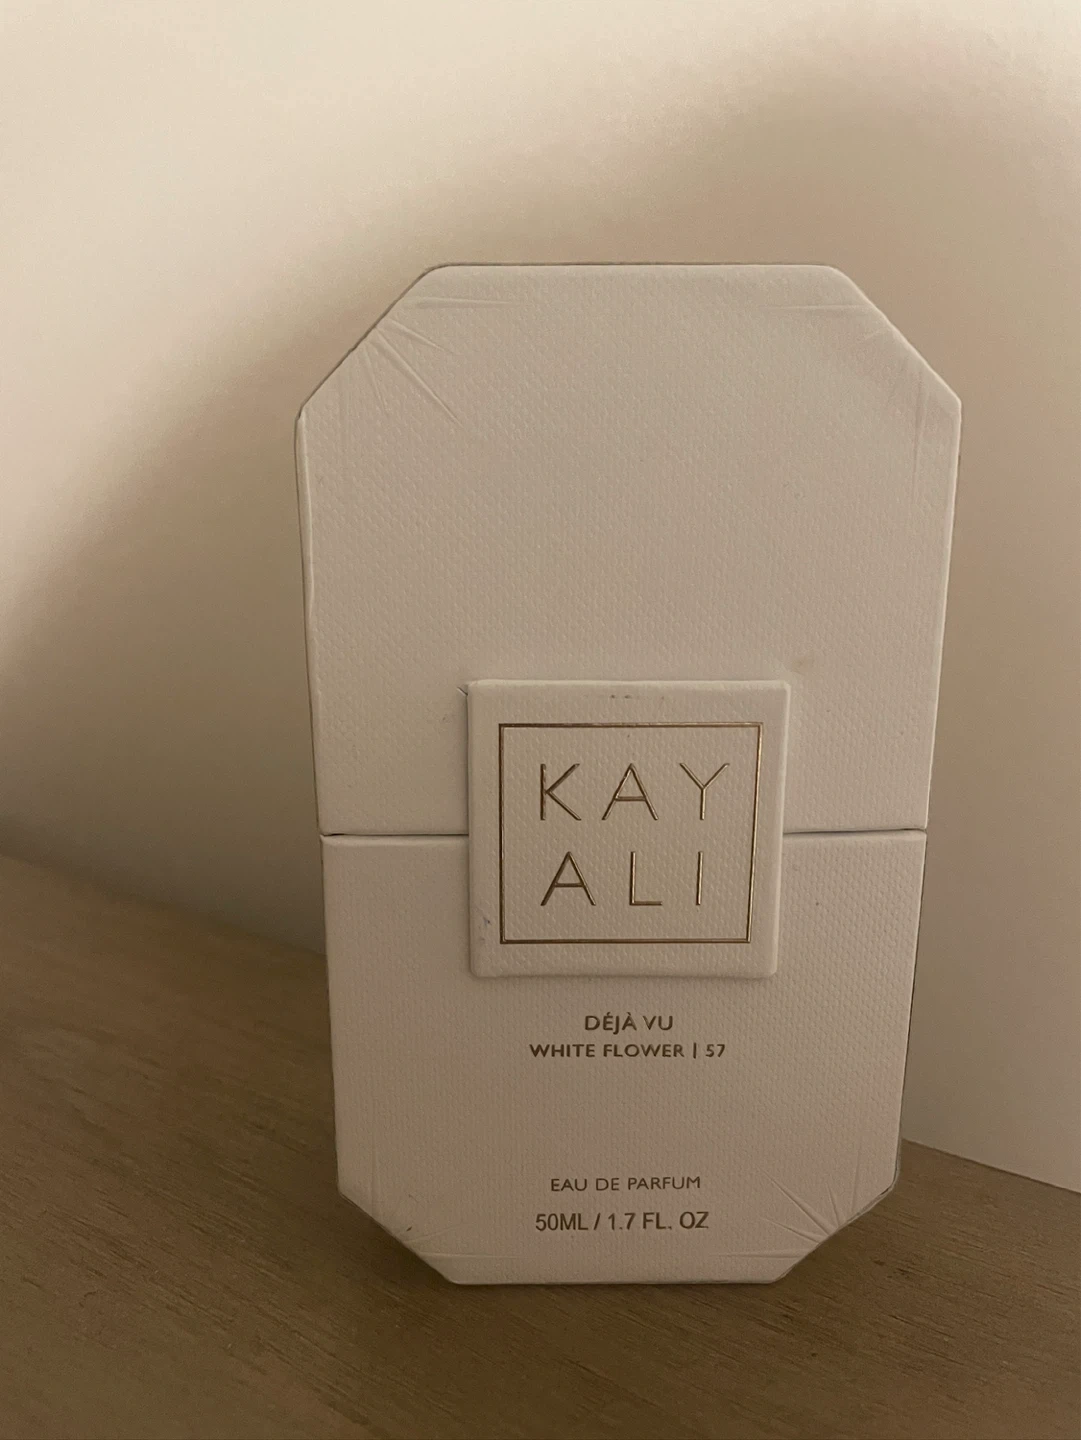 KAY
ALI
DÉJÀ VU
WHITE FLOWER | 57
EAU DE PARFUM
50ML / 1.7 FL. OZ